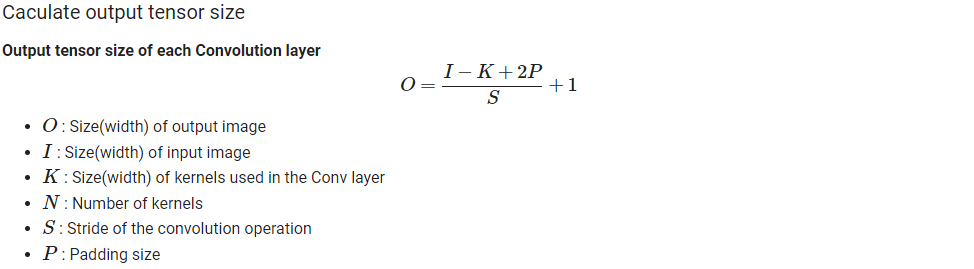 Caculate output tensor size
Output tensor size of each Convolution layer
O = \frac{I - K + 2P}{S} + 1
• O : Size(width) of output image
• I : Size(width) of input image
• K : Size(width) of kernels used in the Conv layer
• N : Number of kernels
• S : Stride of the convolution operation
• P : Padding size